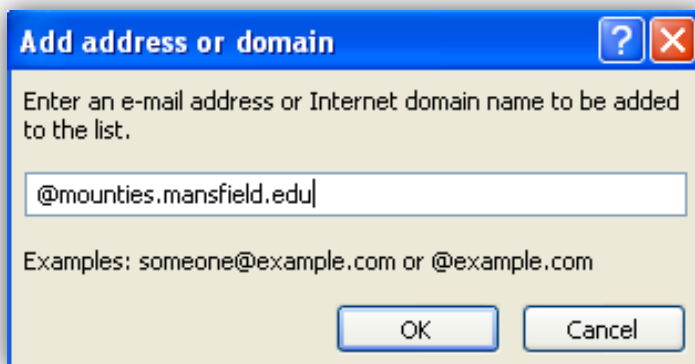 Add address or domain
?
Enter an e-mail address or Internet domain name to be added
to the list.
@mounties.mansfield.edu
Examples: someone@example.com or @example.com
OK Cancel